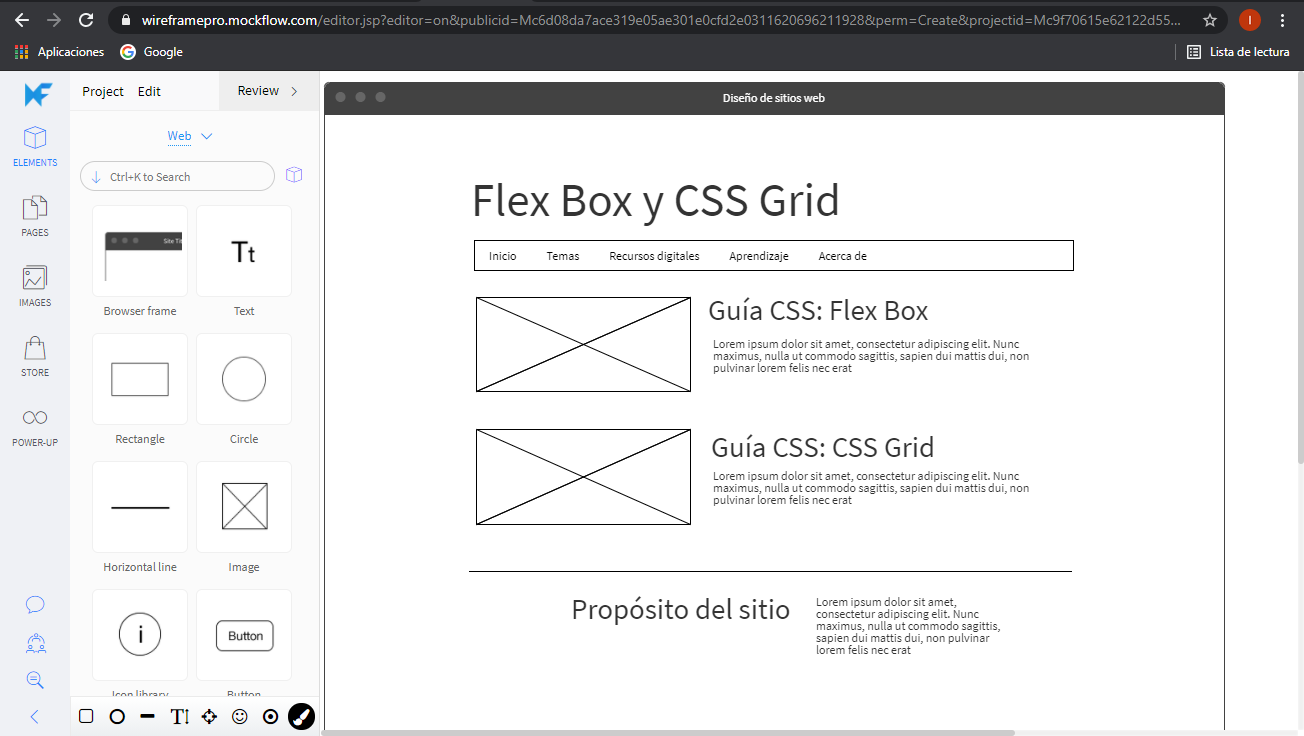 wireframepro.mockflow.com/editor.jsp?editor=on&publicid=Mc6d08da7ace319e05ae301e0cfd2e0311620696211928&perm=Create&projectid=Mc9f70615e62122d55...
I
Aplicaciones
Google
Lista de lectura
Project
Edit
Review
Diseño de sitios web
Web
ELEMENTS
Ctrl+K to Search
Flex Box y CSS Grid
PAGES
Site Tit
Tt
Inicio
Temas
Recursos digitales
Aprendizaje
Acerca de
IMAGES
Browser frame
Text
Guía CSS: Flex Box
Lorem ipsum dolor sit amet, consectetur adipiscing elit. Nunc
maximus, nulla ut commodo sagittis, sapien dui mattis dui, non
pulvinar lorem felis nec erat
STORE
Rectangle
Circle
POWER-UP
Guía CSS: CSS Grid
Lorem ipsum dolor sit amet, consectetur adipiscing elit. Nunc
maximus, nulla ut commodo sagittis, sapien dui mattis dui, non
pulvinar lorem felis nec erat
Horizontal line
Image
Propósito del sitio
Lorem ipsum dolor sit amet,
consectetur adipiscing elit. Nunc
maximus, nulla ut commodo sagittis,
sapien dui mattis dui, non pulvinar
lorem felis nec erat
i
Button
Icon library
Button
T